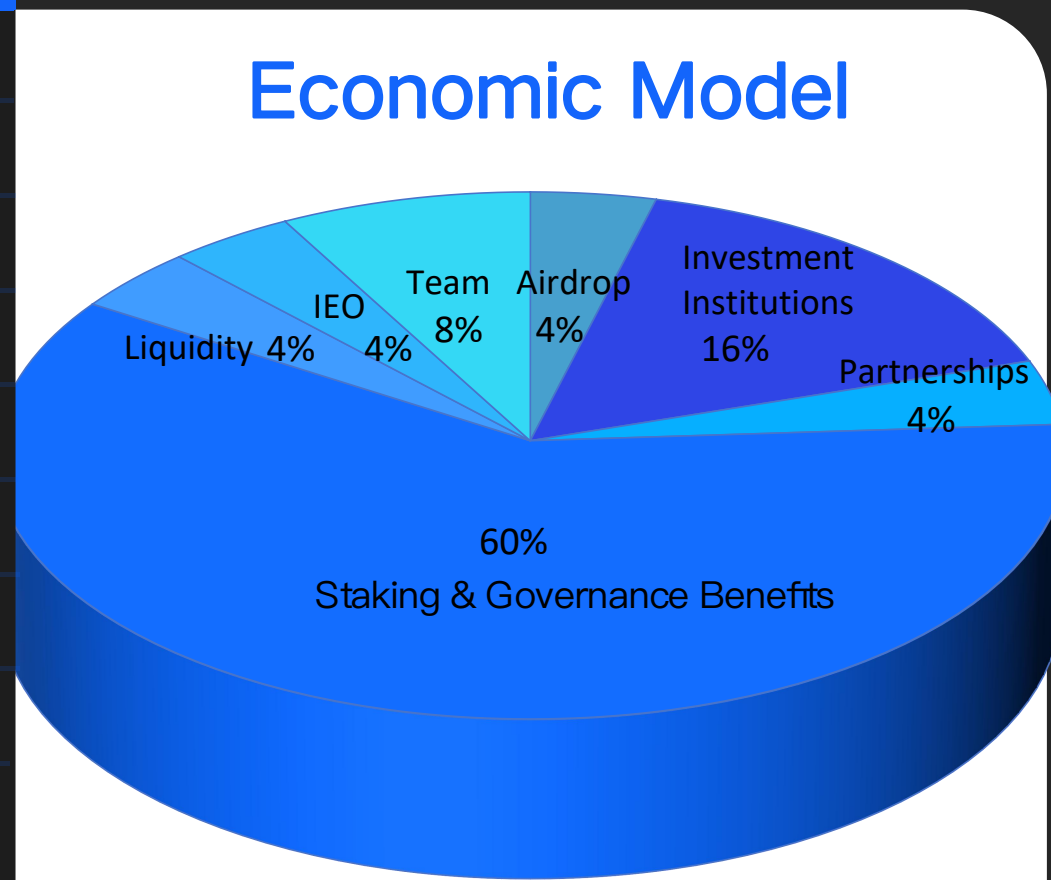 Economic Model
Investment
Institutions
16%
Team
8%
Airdrop
4%
IEO
4%
Liquidity 4%
Partnerships
4%
60%
Staking & Governance Benefits